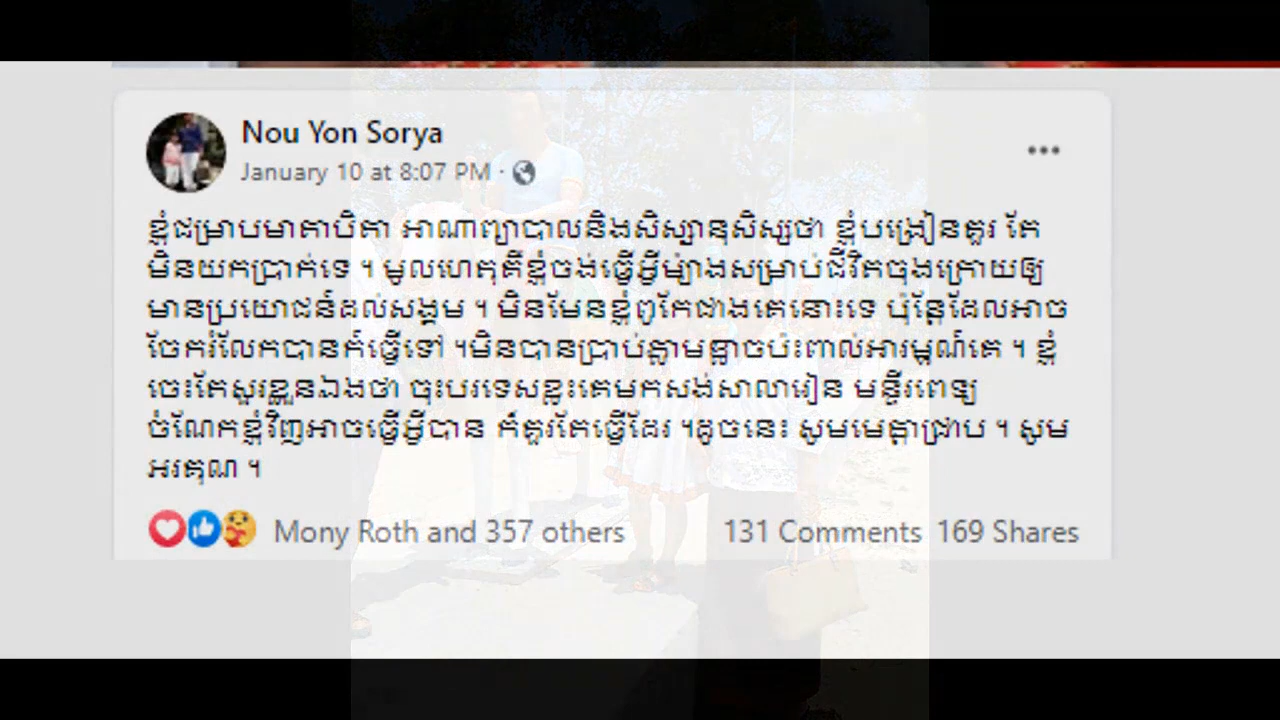 Nou Yon Sorya
January 10 at 8:07 PM ·
ខ្ញុំជម្រាបមាតាបិតា អាណាព្យាបាលនិងសិស្សានុសិស្សថា ខ្ញុំបង្រៀនគួរ តែ
មិនយកប្រាក់ទេ ។ មូលហេតុគឺខ្ញុំចង់ធ្វើអ្វីម្យ៉ាងសម្រាប់ជីវិតចុងក្រោយឲ្យ
មានប្រយោជន៍ដល់សង្គម ។ មិនមែនខ្ញុំពូកែជាងគេនោះទេ ប៉ុន្តែដែលអាច
ចែករំលែកបានក៏ធ្វើទៅ ។មិនបានប្រាប់ភ្លាមខ្លាចប៉ះពាល់អារម្មណ៍គេ ។ ខ្ញុំ
ចេះតែសួរខ្លួនឯងថា ចុះបរទេសខ្លះគេមកសង់សាលារៀន មន្ទីរពេទ្យ
ចំណែកខ្ញុំវិញអាចធ្វើអ្វីបាន ក៏គួរតែធ្វើដែរ ។ដូចនេះ សូមមេត្តាជ្រាប ។ សូម
អរគុណ ។
Mony Roth and 357 others 131 Comments 169 Shares